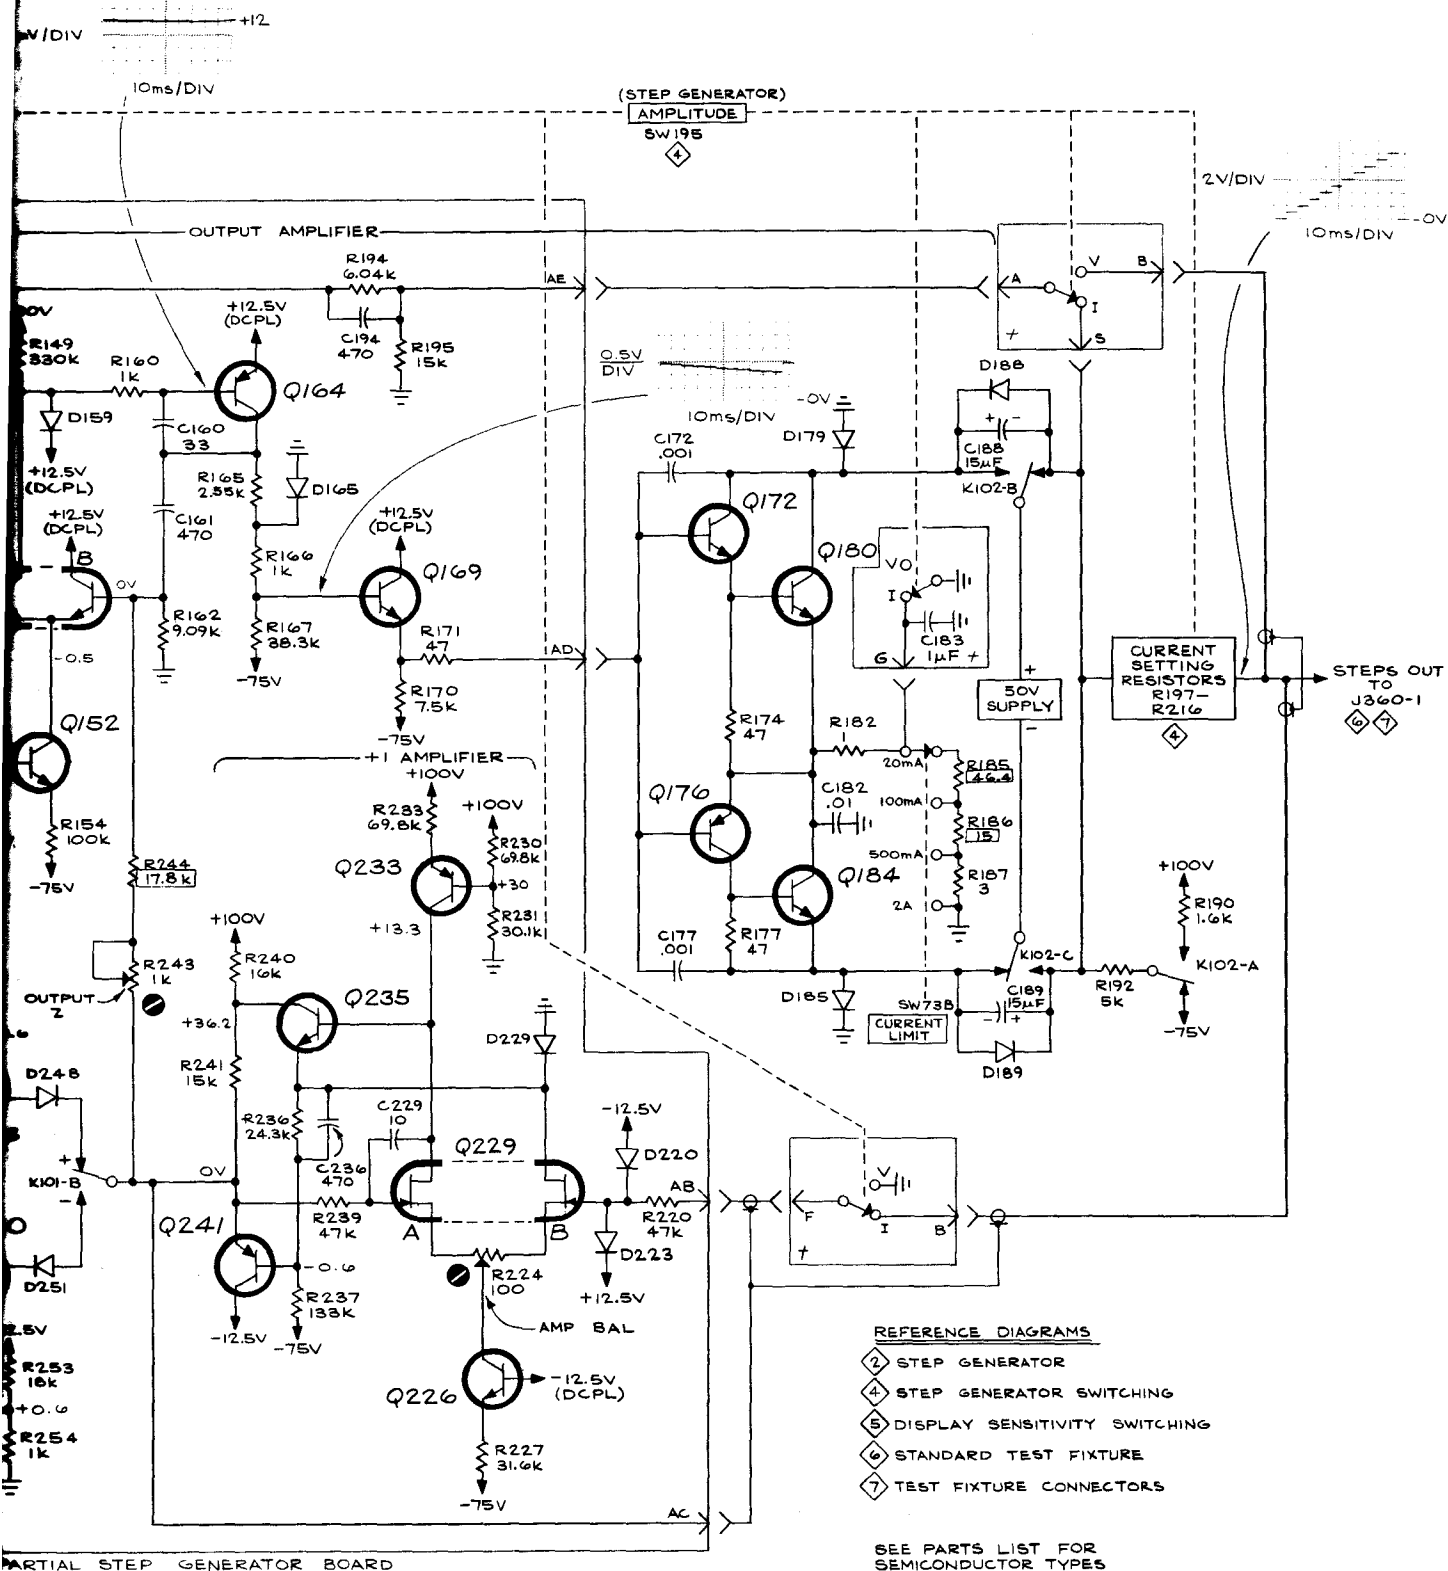 +12
V/DIV
10ms/DIV
(STEP GENERATOR)
AMPLITUDE
SW195
4
2V/DIV
-0V
10ms/DIV
OUTPUT AMPLIFIER
R194
6.04K
AE
A
V
B
I
S
+
+12.5V
(DCPL)
C194
470
R195
15K
R149
330K
R160
1K
Q164
0.5V
DIV
10ms/DIV
-0V
D188
D159
C160
33
D179
+ -
C188
15µF
C172
.001
+12.5V
(DCPL)
R165
2.55K
D165
K102-B
+12.5V
(DCPL)
C161
470
+12.5V
(DCPL)
Q172
B
0V
R166
1K
Q169
Q180
V
I
C183
1µF +
G
R162
9.09K
R167
38.3K
R171
47
AD
-0.5
-75V
R170
7.5K
-75V
+
50V
SUPPLY
-
CURRENT
SETTING
RESISTORS
R197-
R216
4
STEPS OUT
TO
J360-1
6 7
Q152
R174
47
R182
1
20mA
R185
46.4
+1 AMPLIFIER
+100V
R283
69.8K
+100V
R230
69.8K
Q176
C182
.01
100mA
R186
15
R154
100K
-75V
R244
17.8K
Q233
+30
R231
30.1K
Q184
500mA
R187
3
2A
+100V
R190
1.6K
+100V
+13.3
C177
.001
R177
47
R243
1K
OUTPUT
Z
R240
16K
Q235
K102-C
R192
5K
K102-A
-75V
+36.2
D185
SW73B
CURRENT
LIMIT
C189
15µF
- +
D189
D229
R241
15K
D248
C229
10
-12.5V
R236
24.3K
C236
470
Q229
D220
+
K101-B
-
0V
AB
R220
47K
F
V
I
B
+
Q241
R239
47K
A
B
D223
D251
-0.6
R224
100
+12.5V
-12.5V
R237
133K
-75V
AMP BAL
R253
18K
+0.6
R254
1K
Q226
-12.5V
(DCPL)
R227
31.6K
-75V
AC
REFERENCE DIAGRAMS
2 STEP GENERATOR
4 STEP GENERATOR SWITCHING
5 DISPLAY SENSITIVITY SWITCHING
6 STANDARD TEST FIXTURE
7 TEST FIXTURE CONNECTORS
ARTIAL STEP GENERATOR BOARD
SEE PARTS LIST FOR
SEMICONDUCTOR TYPES